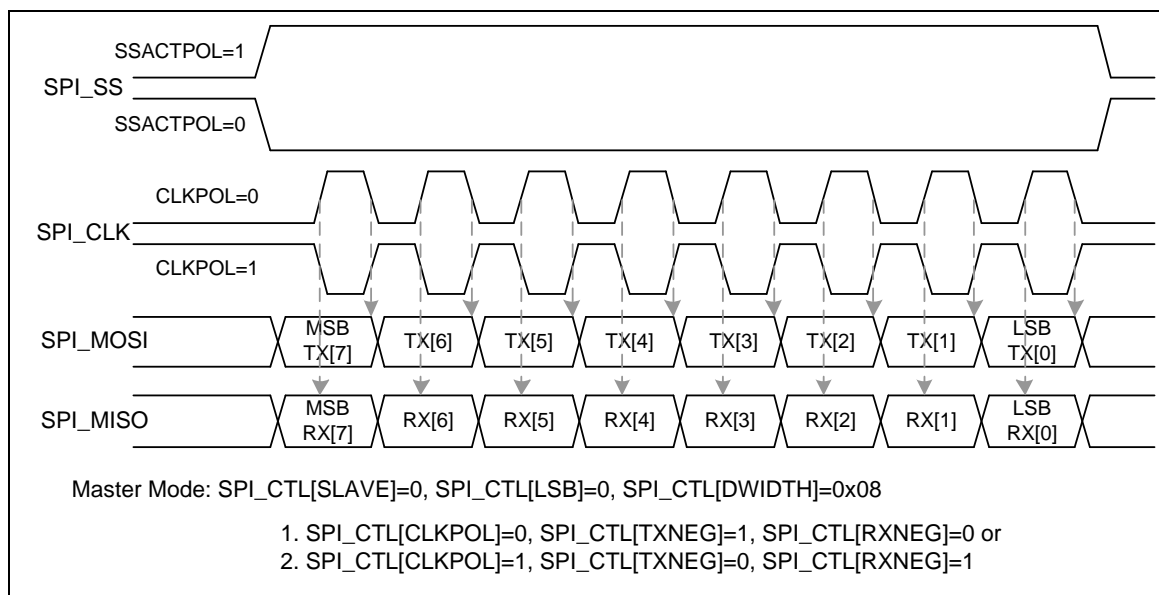 SSACTPOL=1
SPI_SS
SSACTPOL=0
CLKPOL=0
SPI_CLK
CLKPOL=1
SPI_MOSI
MSB TX[7]
TX[6]
TX[5]
TX[4]
TX[3]
TX[2]
TX[1]
LSB TX[0]
SPI_MISO
MSB RX[7]
RX[6]
RX[5]
RX[4]
RX[3]
RX[2]
RX[1]
LSB RX[0]
Master Mode: SPI_CTL[SLAVE]=0, SPI_CTL[LSB]=0, SPI_CTL[DWIDTH]=0x08
1. SPI_CTL[CLKPOL]=0, SPI_CTL[TXNEG]=1, SPI_CTL[RXNEG]=0 or
2. SPI_CTL[CLKPOL]=1, SPI_CTL[TXNEG]=0, SPI_CTL[RXNEG]=1